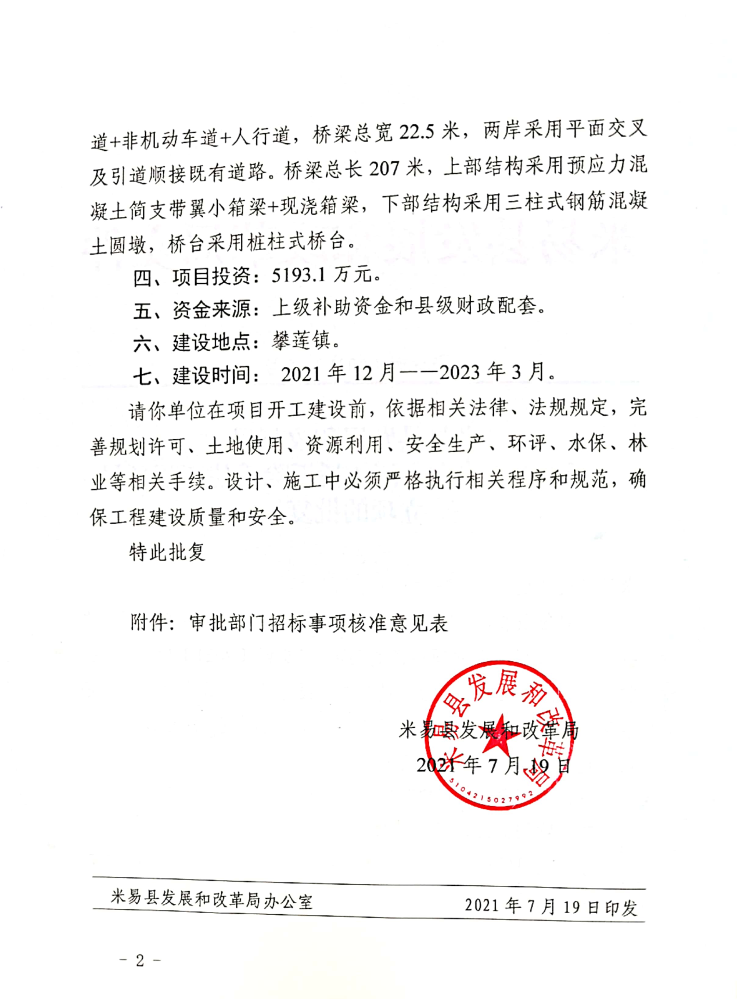 道+非机动车道+人行道，桥梁总宽 22.5 米，两岸采用平面交叉
及引道顺接既有道路。桥梁总长 207 米，上部结构采用预应力混
凝土简支带翼小箱梁+现浇箱梁，下部结构采用三柱式钢筋混凝
土圆墩，桥台采用桩柱式桥台。
四、项目投资：5193.1 万元。
五、资金来源：上级补助资金和县级财政配套。
六、建设地点：攀莲镇。
七、建设时间： 2021 年 12 月——2023 年 3 月。
请你单位在项目开工建设前，依据相关法律、法规规定，完
善规划许可、土地使用、资源利用、安全生产、环评、水保、林
业等相关手续。设计、施工中必须严格执行相关程序和规范，确
保工程建设质量和安全。
特此批复
附件：审批部门招标事项核准意见表
米易县发展和改革局
米易县发展和改革局
2021 年 7 月 19 日
5104215027992
米易县发展和改革局办公室 2021 年 7 月 19 日印发
- 2 -